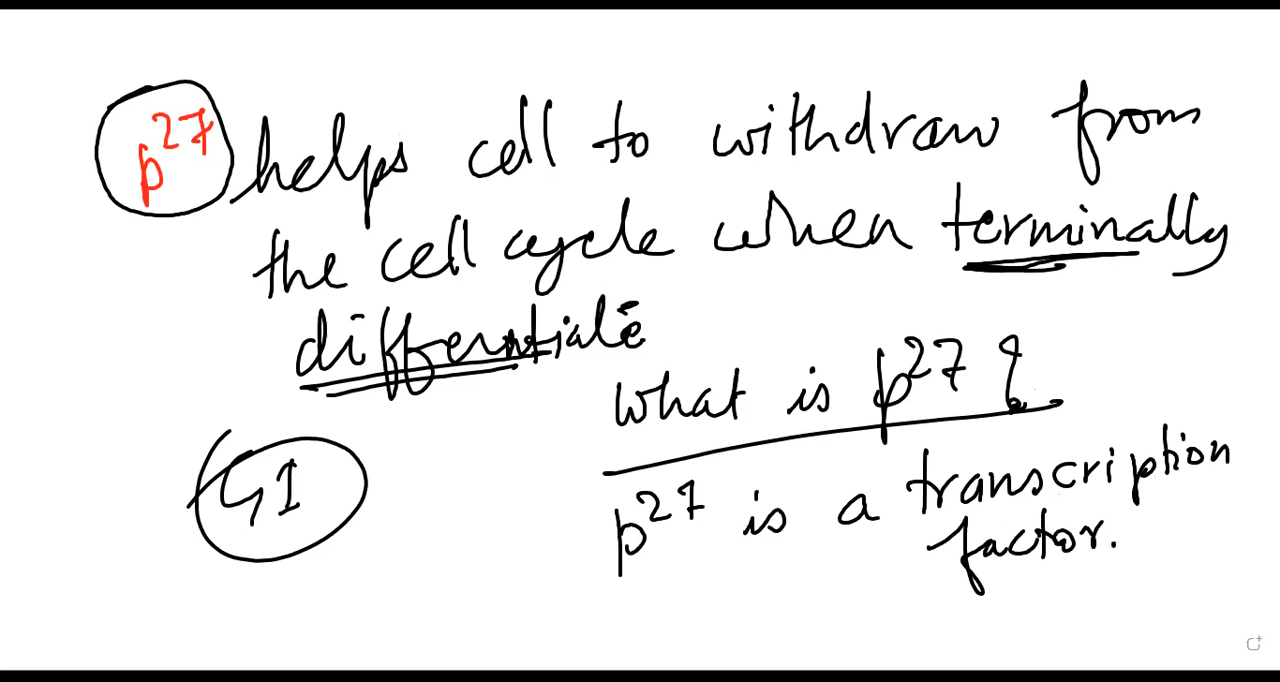 p27 helps cell to withdraw from
the cell cycle when terminally
differntiate
What is p27 ?
G1
p27 is a transcription
factor.